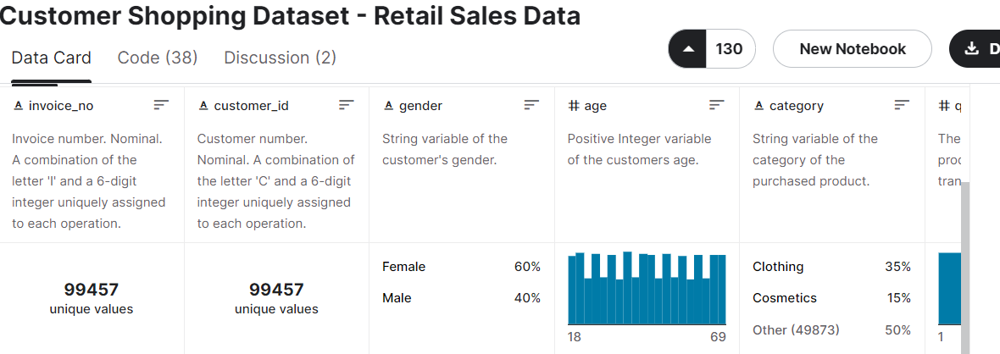 Customer Shopping Dataset - Retail Sales Data
Data Card
Code (38)
Discussion (2)
130
New Notebook
D
invoice_no
Invoice number. Nominal.
A combination of the
letter 'I' and a 6-digit
integer uniquely assigned
to each operation.
99457
unique values
customer_id
Customer number.
Nominal. A combination of
the letter 'C' and a 6-digit
integer uniquely assigned
to each operation.
99457
unique values
gender
String variable of the
customer's gender.
Female 60%
Male 40%
age
Positive Integer variable
of the customers age.
18 69
category
String variable of the
category of the
purchased product.
Clothing 35%
Cosmetics 15%
Other (49873) 50%
q
The
proc
tran
1